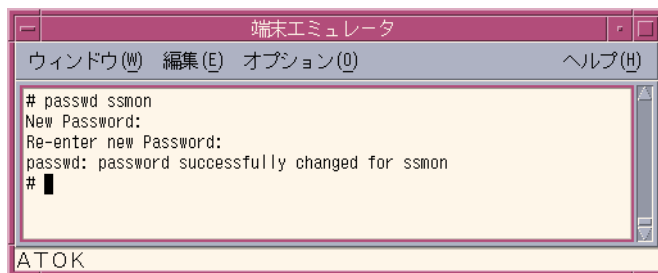 端末エミュレータ
ウィンドウ(W) 編集(E) オプション(O) ヘルプ(H)
# passwd ssmon
New Password:
Re-enter new Password:
passwd: password successfully changed for ssmon
#
ATOK